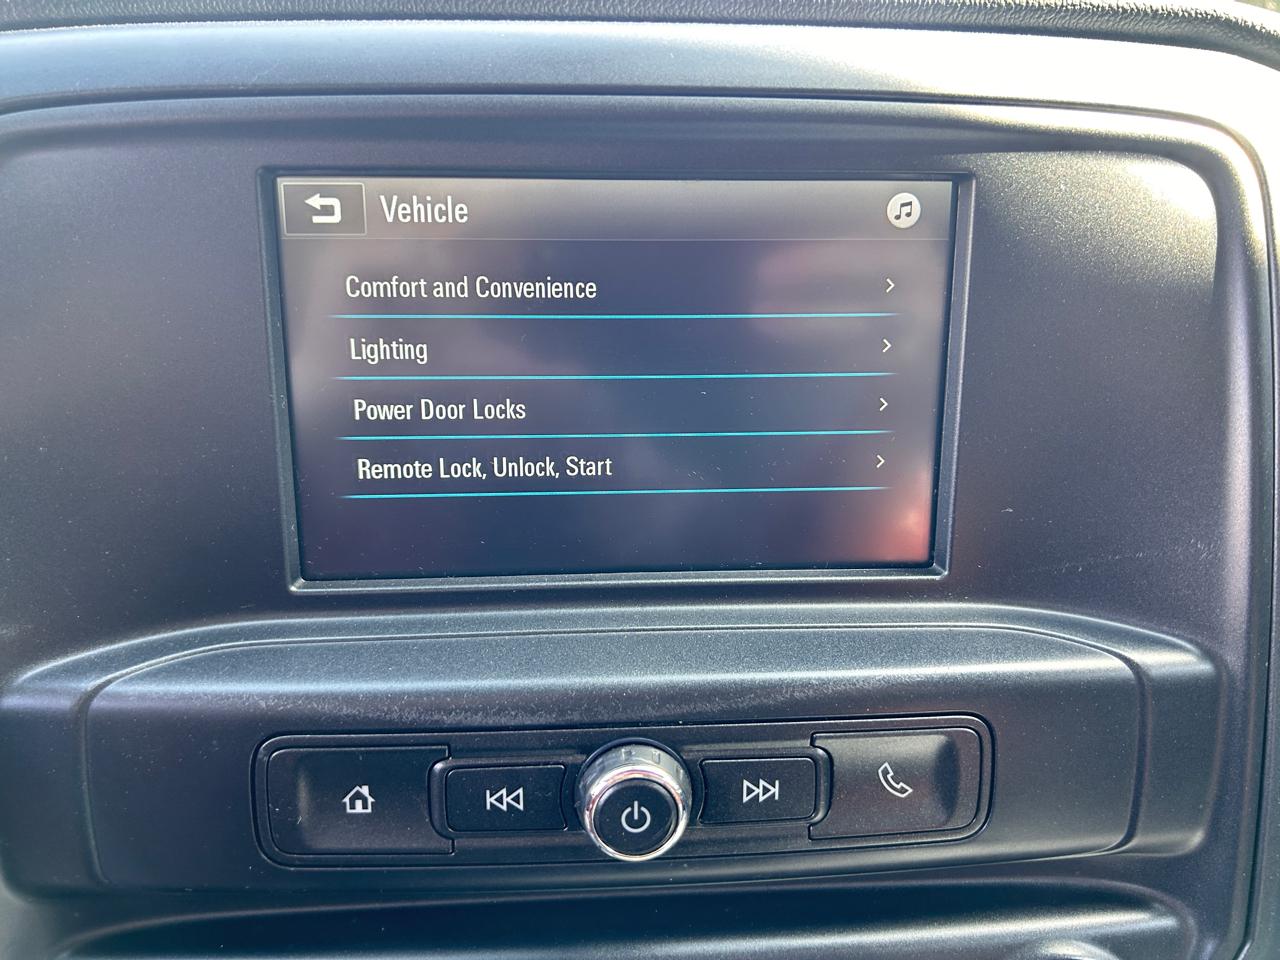 Vehicle
Comfort and Convenience
Lighting
Power Door Locks
Remote Lock, Unlock, Start